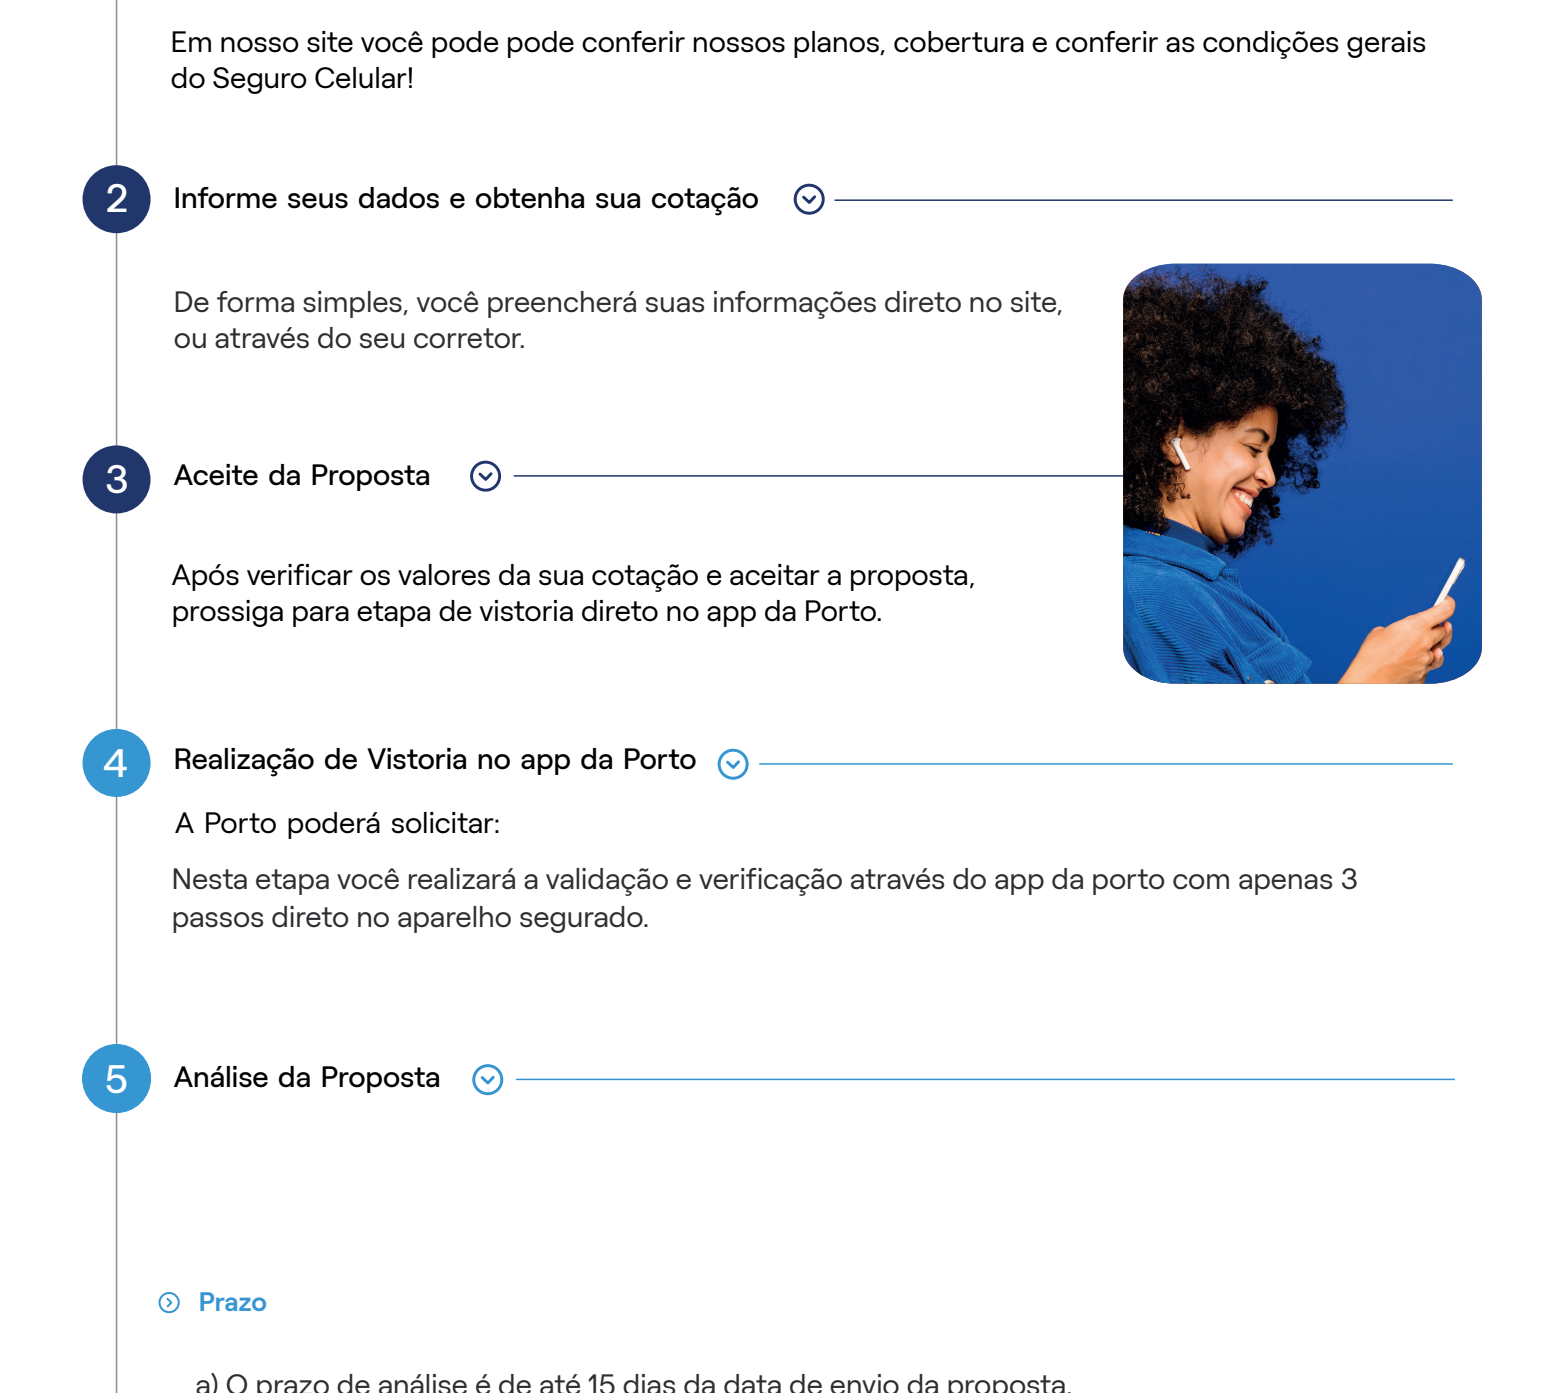 Em nosso site você pode pode conferir nossos planos, cobertura e conferir as condições gerais
do Seguro Celular!
2
Informe seus dados e obtenha sua cotação
De forma simples, você preencherá suas informações direto no site,
ou através do seu corretor.
3
Aceite da Proposta
Após verificar os valores da sua cotação e aceitar a proposta,
prossiga para etapa de vistoria direto no app da Porto.
4
Realização de Vistoria no app da Porto
A Porto poderá solicitar:
Nesta etapa você realizará a validação e verificação através do app da porto com apenas 3
passos direto no aparelho segurado.
5
Análise da Proposta
Prazo
a) O prazo de análise é de até 15 dias da data de envio da proposta.